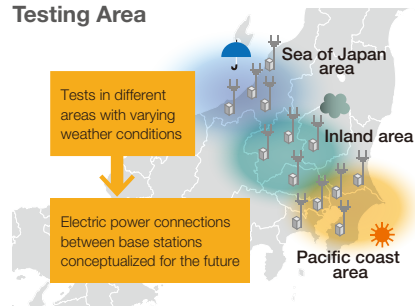 Testing Area
Sea of Japan
area
Tests in different
areas with varying
weather conditions
Inland area
Electric power connections
between base stations
conceptualized for the future
Pacific coast
area